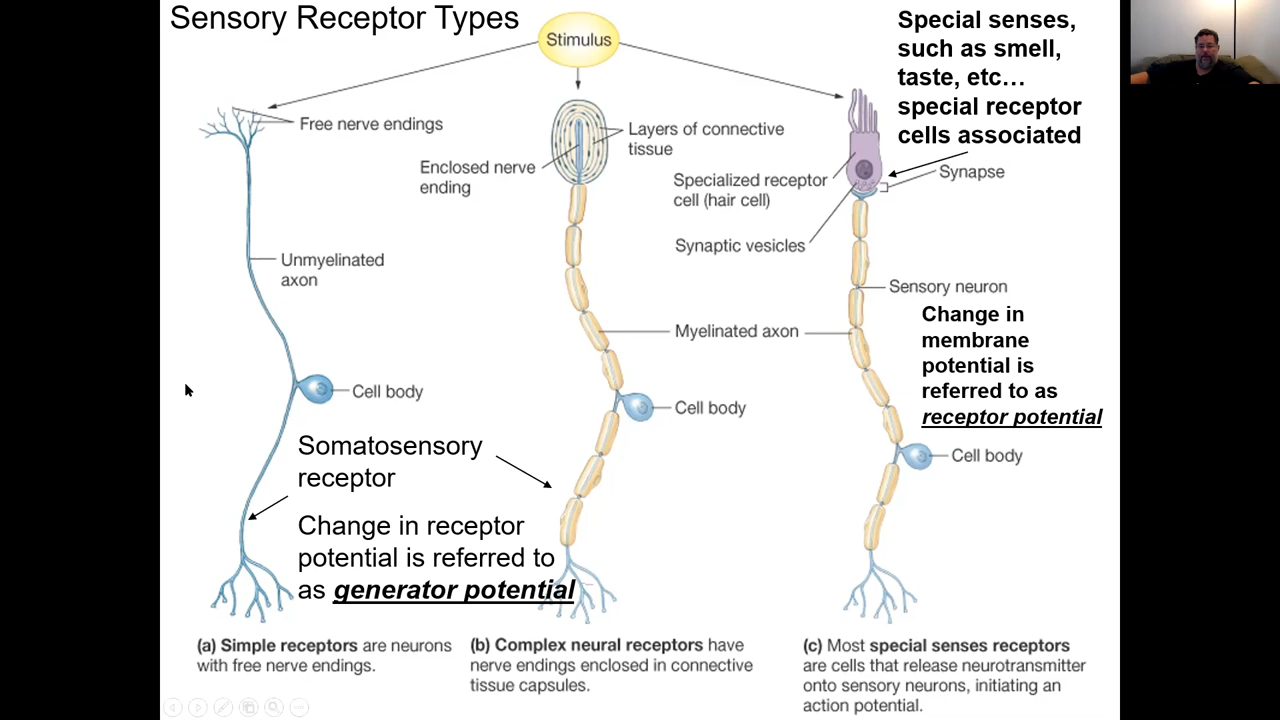 Sensory Receptor Types
Stimulus
Special senses,
such as smell,
taste, etc…
special receptor
cells associated
Free nerve endings
Layers of connective
tissue
Enclosed nerve
ending
Specialized receptor
cell (hair cell)
Synapse
Synaptic vesicles
Unmyelinated
axon
Sensory neuron
Change in
membrane
potential is
referred to as
receptor potential
Myelinated axon
Cell body
Cell body
Cell body
Somatosensory
receptor
Change in receptor
potential is referred to
as generator potential
(a) Simple receptors are neurons
with free nerve endings.
(b) Complex neural receptors have
nerve endings enclosed in connective
tissue capsules.
(c) Most special senses receptors
are cells that release neurotransmitter
onto sensory neurons, initiating an
action potential.